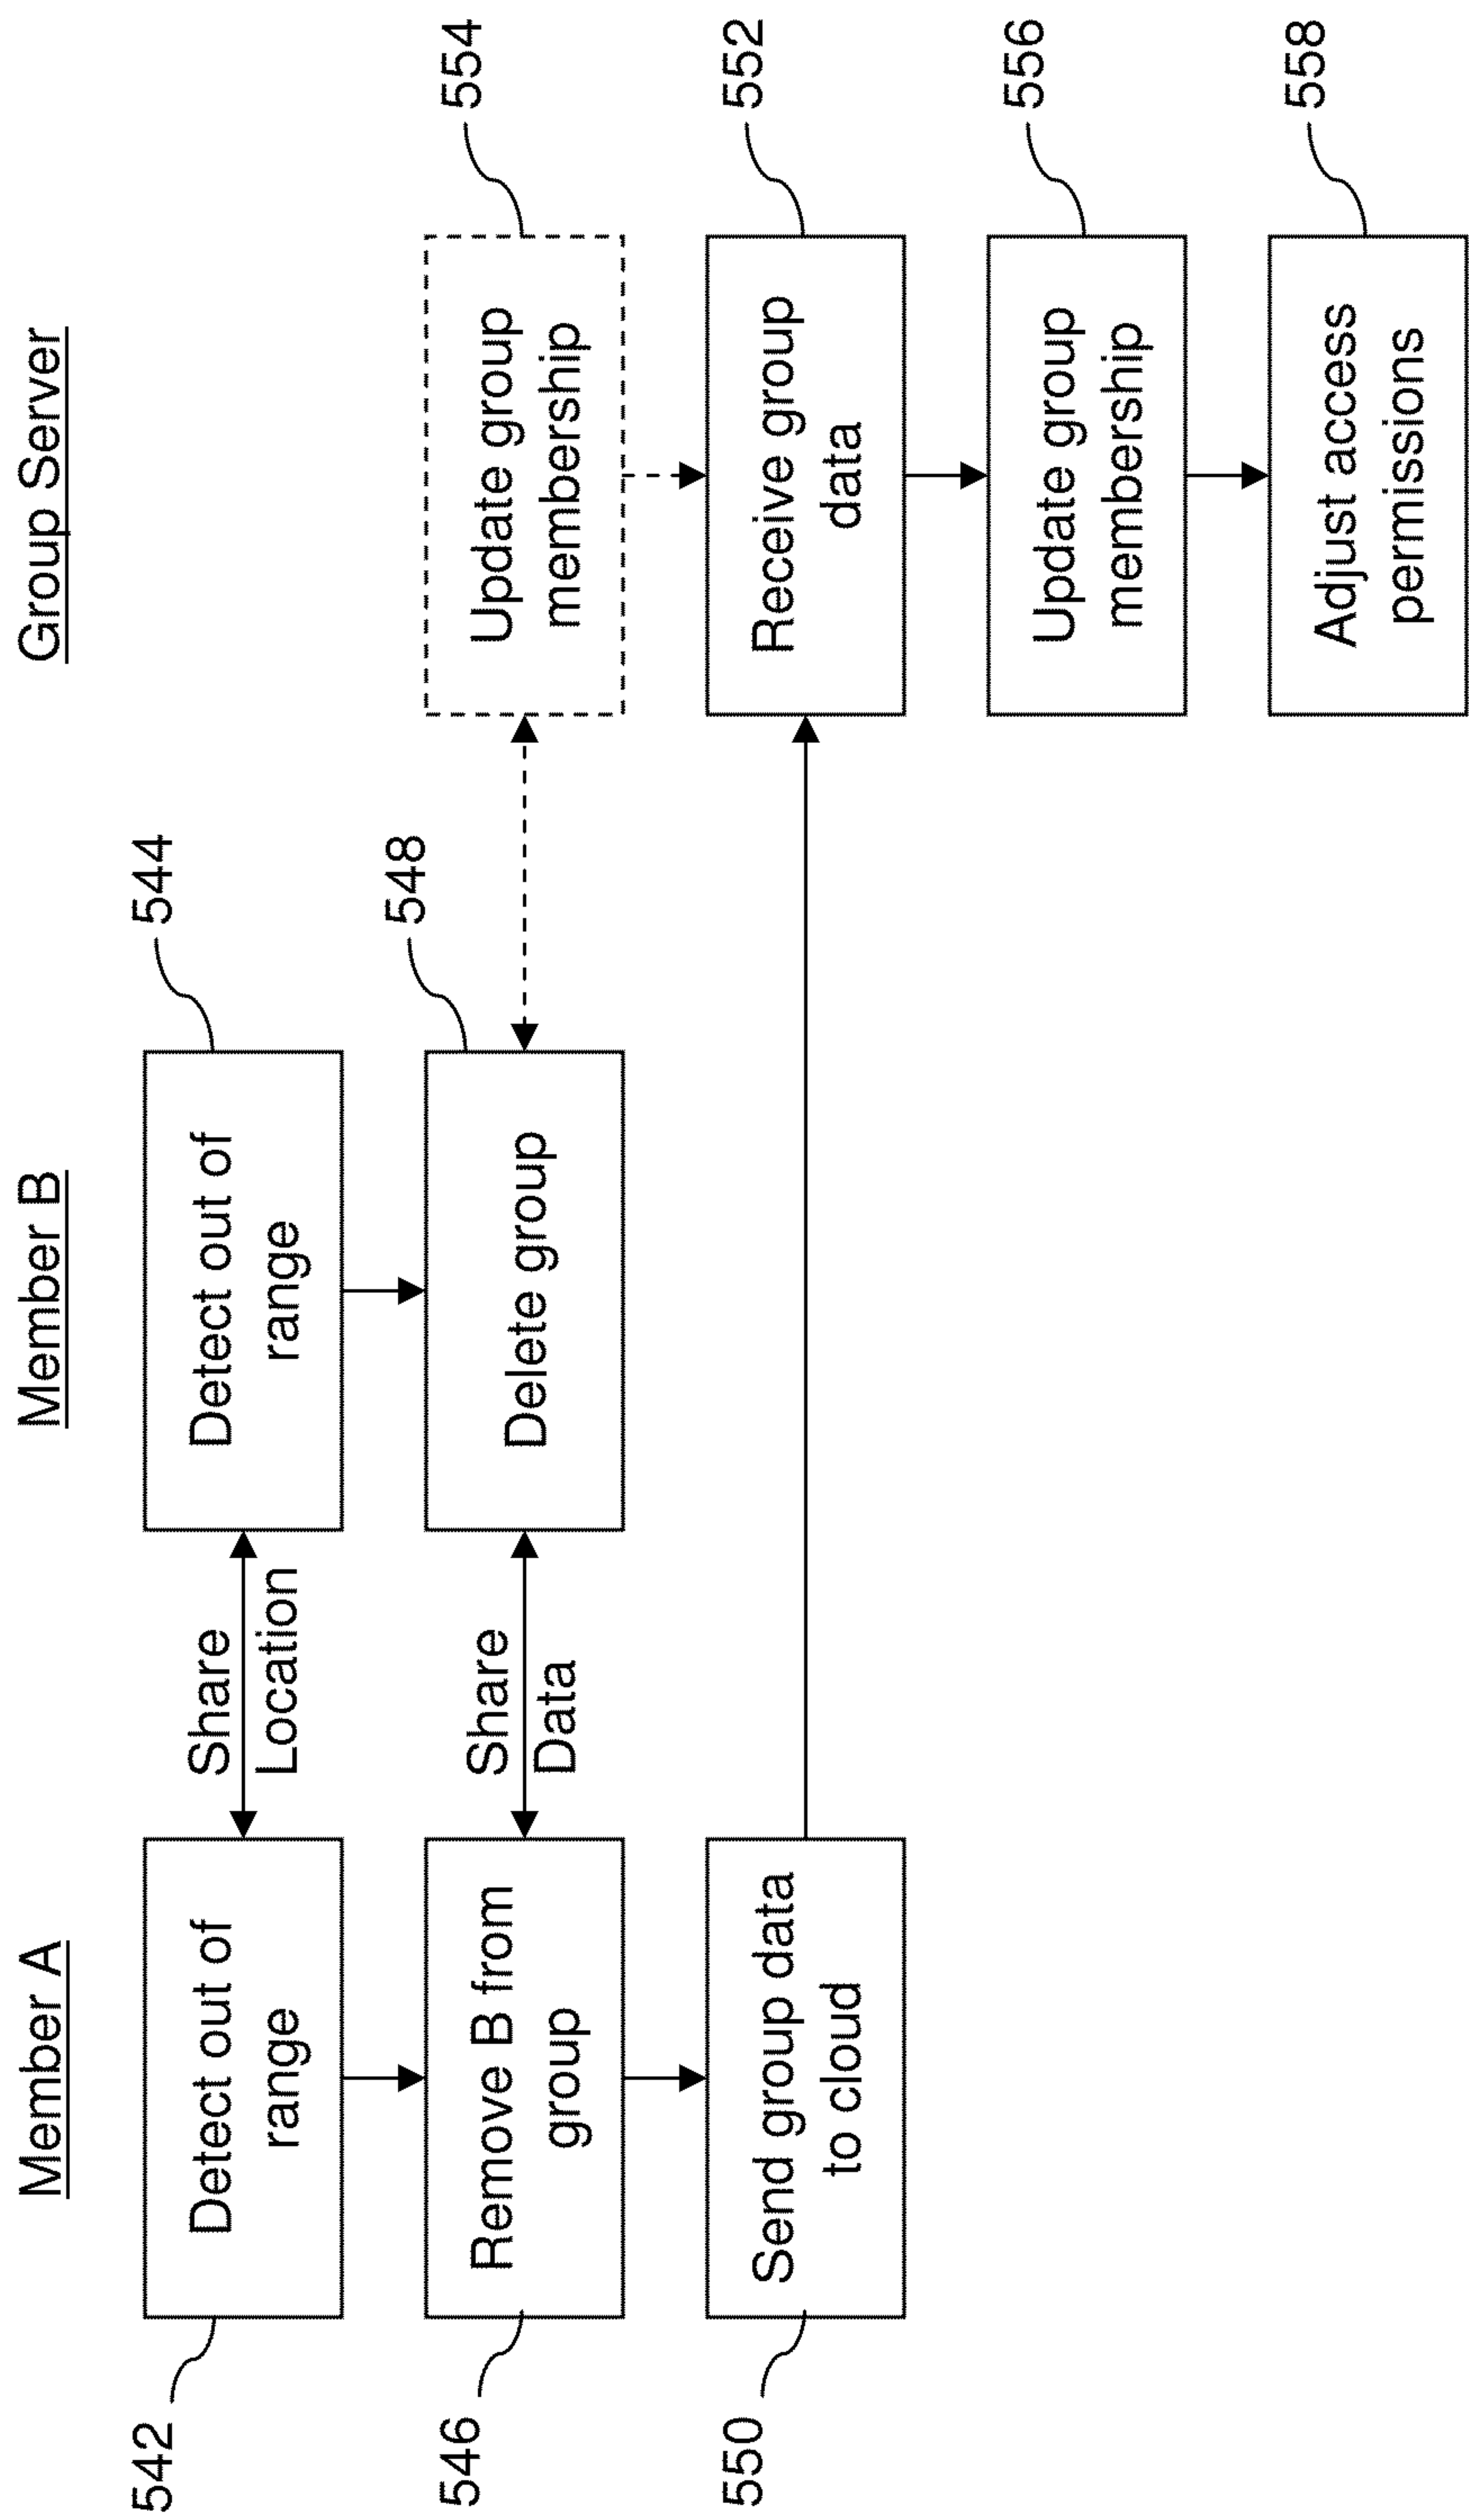 Member A
Member B
Group Server
542
Detect out of
range
Share
Location
Detect out of
range
544
546
Remove B from
group
Share
Data
Delete group
548
Update group
membership
554
550
Send group data
to cloud
Receive group
data
552
Update group
membership
556
Adjust access
permissions
558